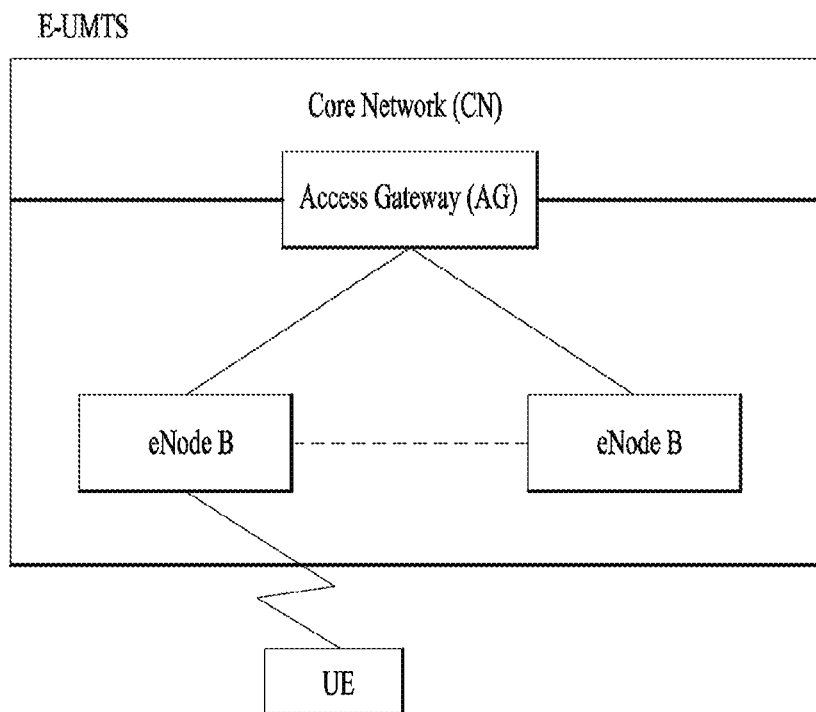 E-UMTS
Core Network (CN)
Access Gateway (AG)
eNode B
eNode B
UE